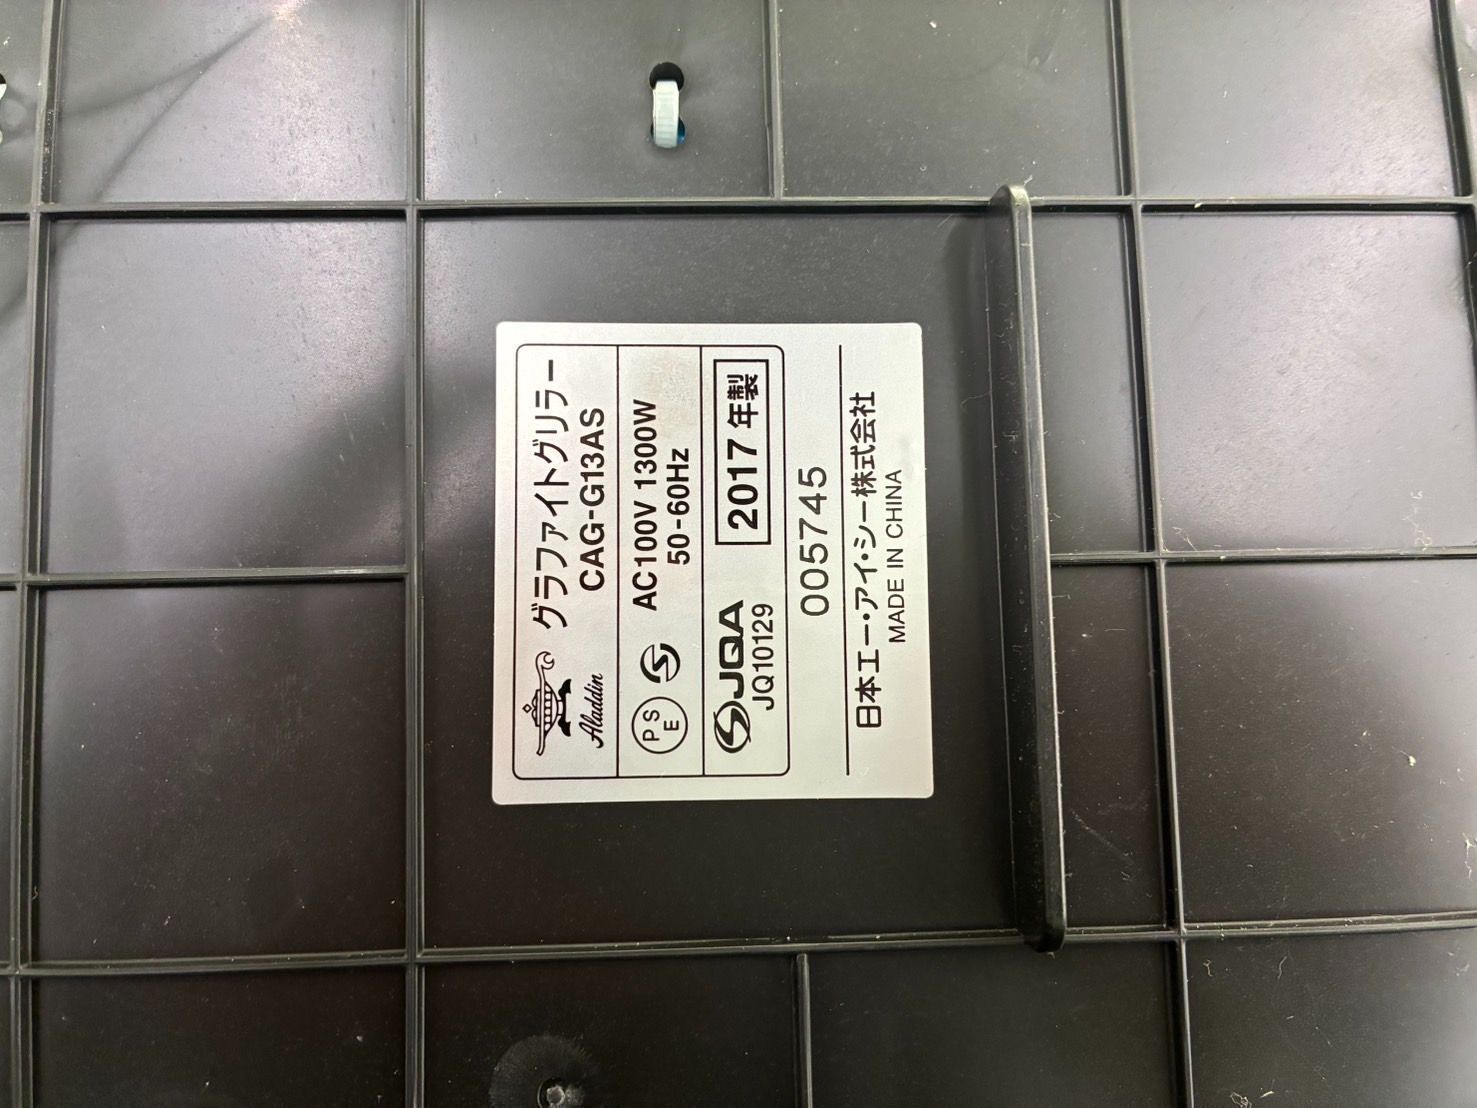 Aladdin
グラファイトグリラー
CAG-G13AS
PSE
AC100V 1300W
50-60Hz
JQA
JQ10129
2017年製
005745
日本エー・アイ・シー株式会社
MADE IN CHINA